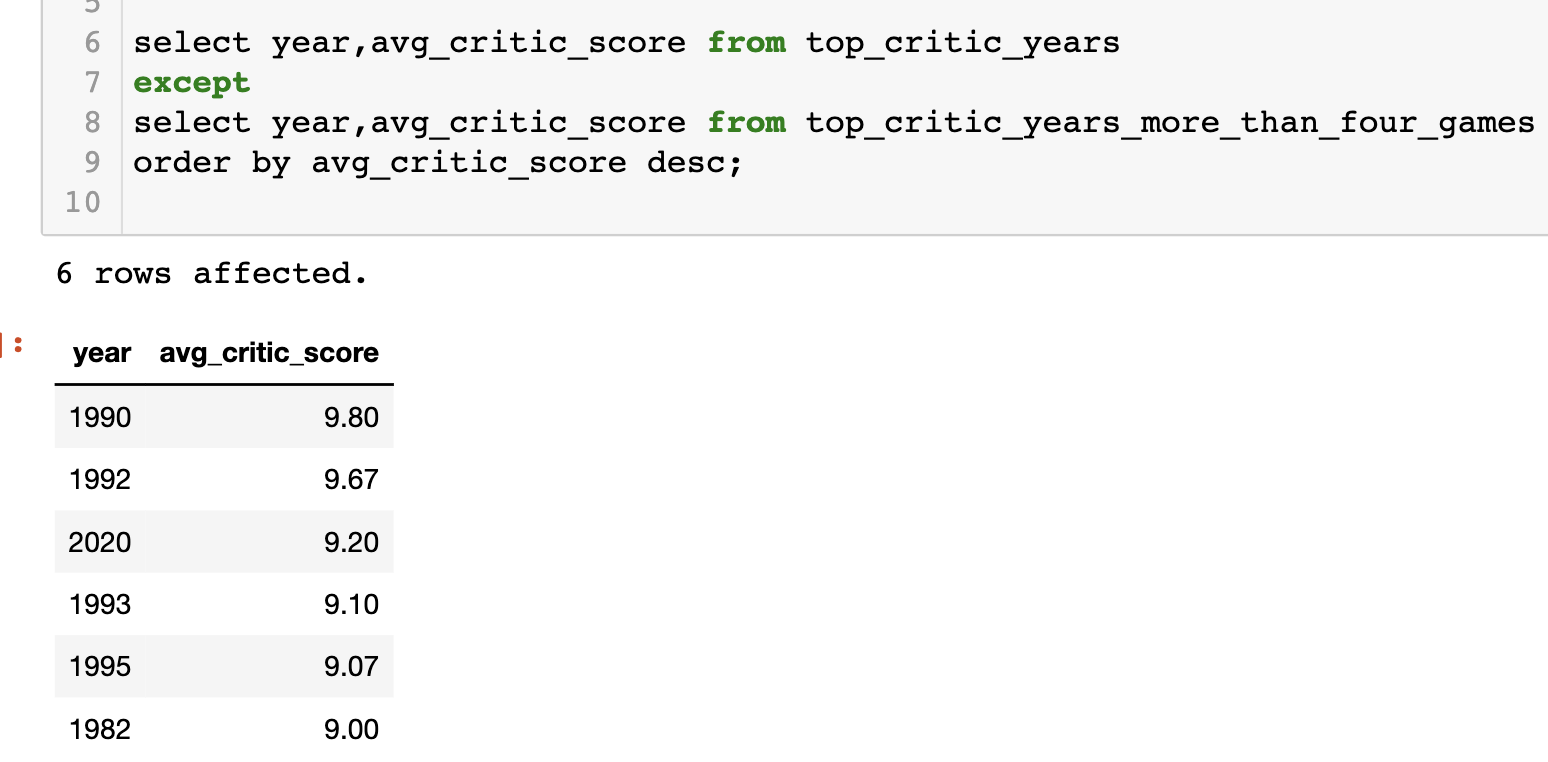 5
6 select year,avg_critic_score from top_critic_years
7 except
8 select year,avg_critic_score from top_critic_years_more_than_four_games
9 order by avg_critic_score desc;
10
6 rows affected.
]:
year avg_critic_score
1990 9.80
1992 9.67
2020 9.20
1993 9.10
1995 9.07
1982 9.00